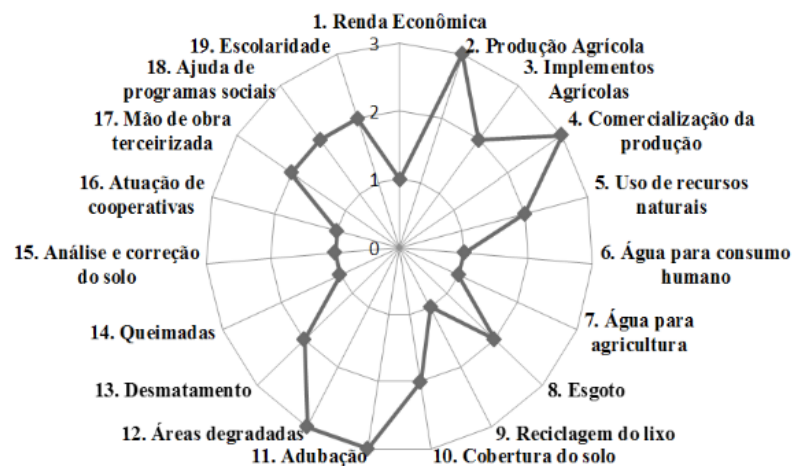 1. Renda Econômica
2. Produção Agrícola
3. Implementos
Agrícolas
4. Comercialização da
produção
5. Uso de recursos
naturais
6. Água para consumo
humano
7. Água para
agricultura
8. Esgoto
9. Reciclagem do lixo
10. Cobertura do solo
11. Adubação
12. Áreas degradadas
13. Desmatamento
14. Queimadas
15. Análise e correção
do solo
16. Atuação de
cooperativas
17. Mão de obra
terceirizada
18. Ajuda de
programas sociais
19. Escolaridade
3
2
1
0